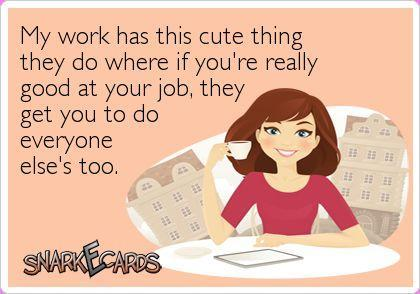 My work has this cute thing
they do where if you're really
good at your job, they
get you to do
everyone
else's too.
SNARKECARDS